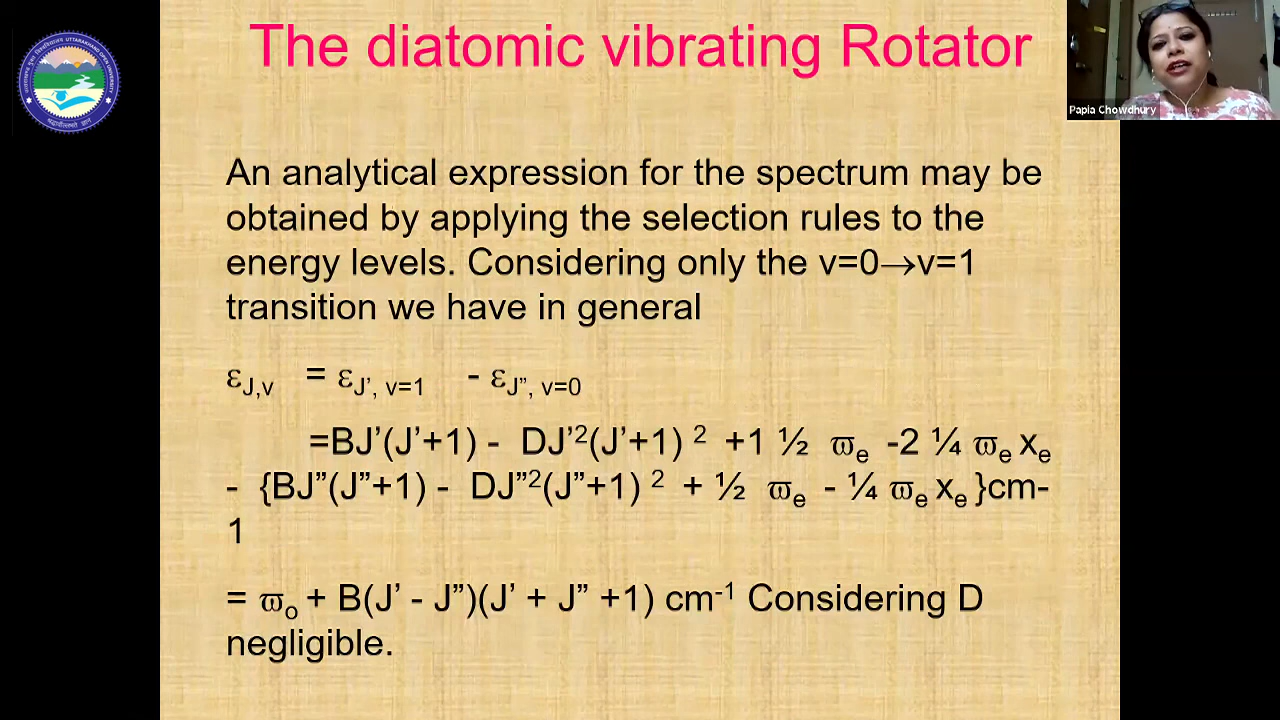 The diatomic vibrating Rotator
Papia Chowdhury
An analytical expression for the spectrum may be
obtained by applying the selection rules to the
energy levels. Considering only the v=0→v=1
transition we have in general
εJ,v = εJ’, v=1 - εJ”, v=0
=BJ’(J’+1) - DJ’²(J’+1) ² +1 ½ ϖe -2 ¼ ϖe xe
- {BJ”(J”+1) - DJ”²(J”+1) ² + ½ ϖe - ¼ ϖe xe }cm-
1
= ϖo + B(J’ - J”)(J’ + J” +1) cm⁻¹ Considering D
negligible.